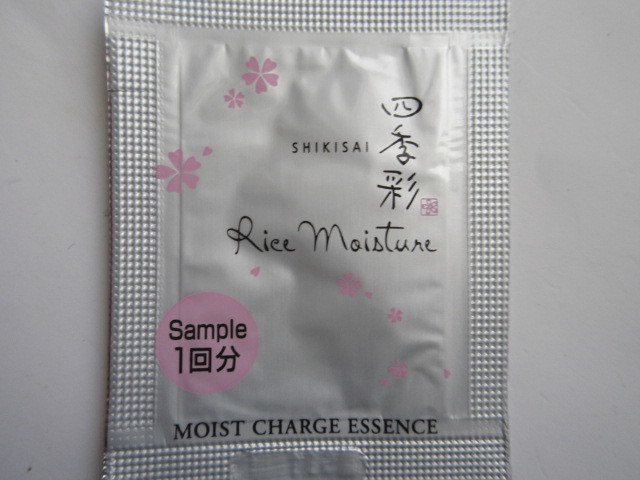 四季彩
SHIKISAI
Rice Moisture
Sample
1回分
MOIST CHARGE ESSENCE